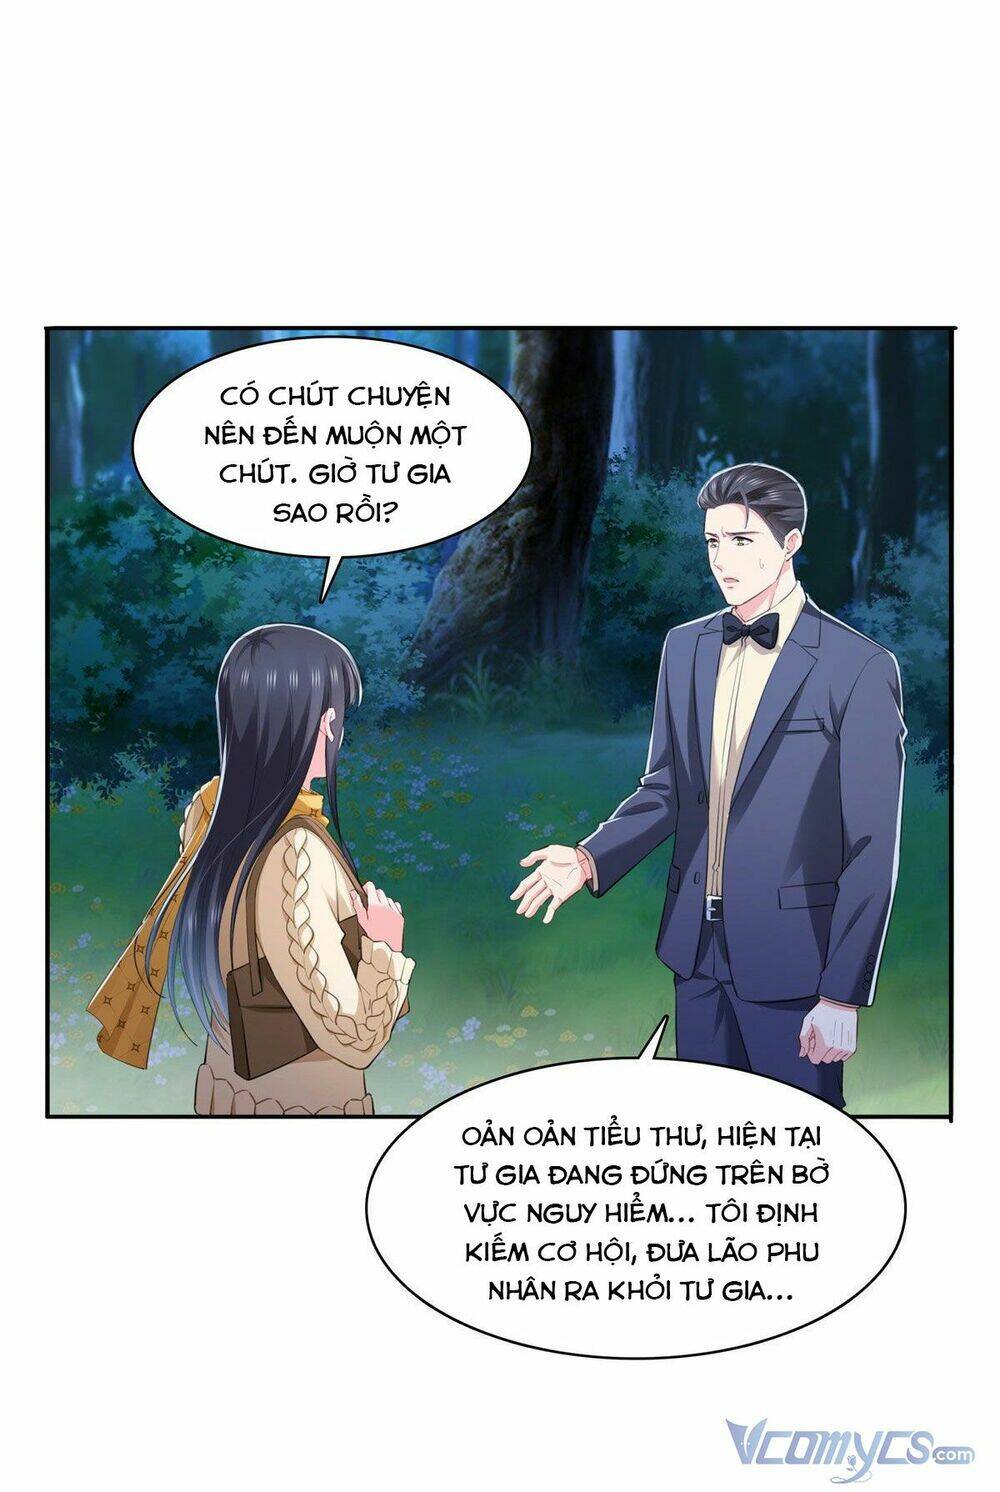 CÓ CHÚT CHUYỆN
NÊN ĐẾN MUỘN MỘT
CHÚT. GIỜ TƯ GIA
SAO RỒI?
OẢN OẢN TIỂU THƯ, HIỆN TẠI
TƯ GIA ĐANG ĐỨNG TRÊN BỜ
VỰC NGUY HIỂM... TÔI ĐỊNH
KIẾM CƠ HỘI, ĐƯA LÃO PHU
NHÂN RA KHỎI TƯ GIA...
VCOMYCS.com